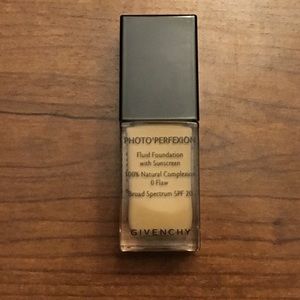 PHOTO'PERFEXION
Fluid Foundation
with Sunscreen
100% Natural Complexion
0 Flaw
Broad Spectrum SPF 20
GIVENCHY